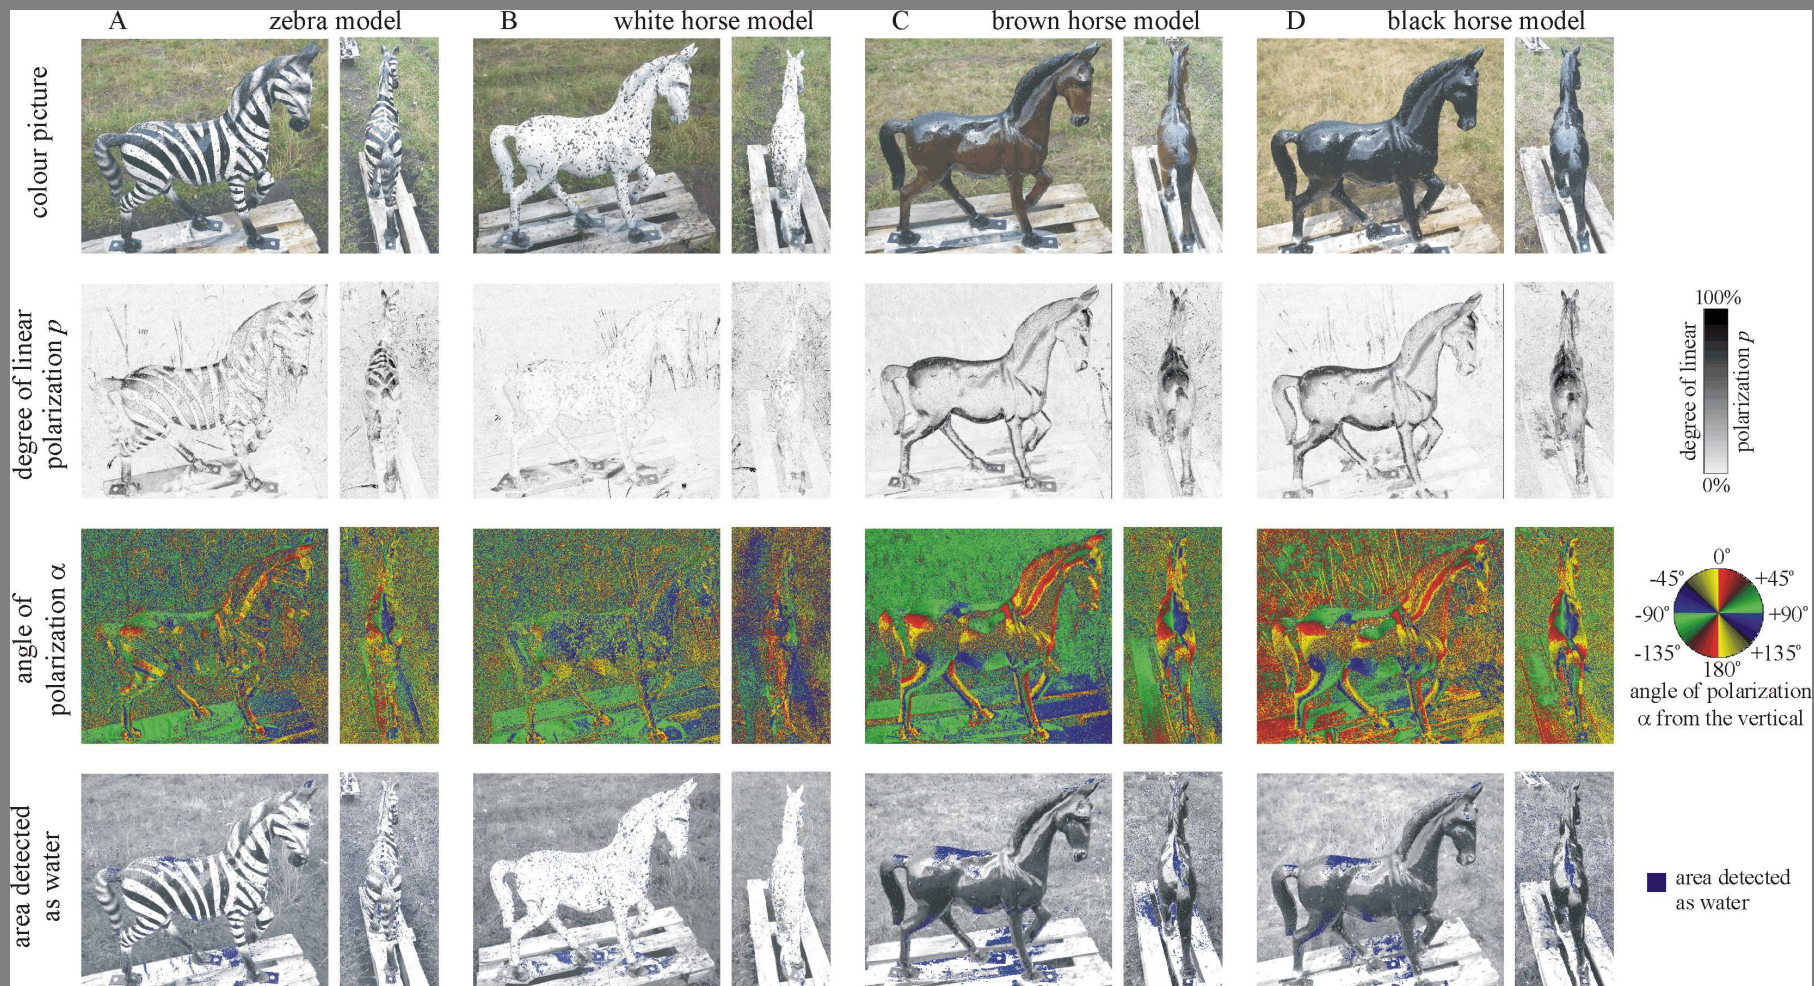 A zebra model
B white horse model
C brown horse model
D black horse model
colour picture
degree of linear
polarization p
100%
degree of linear
polarization p
0%
angle of
polarization α
0°
-45° +45°
-90° +90°
-135° +135°
180°
angle of polarization
α from the vertical
area detected
as water
area detected
as water